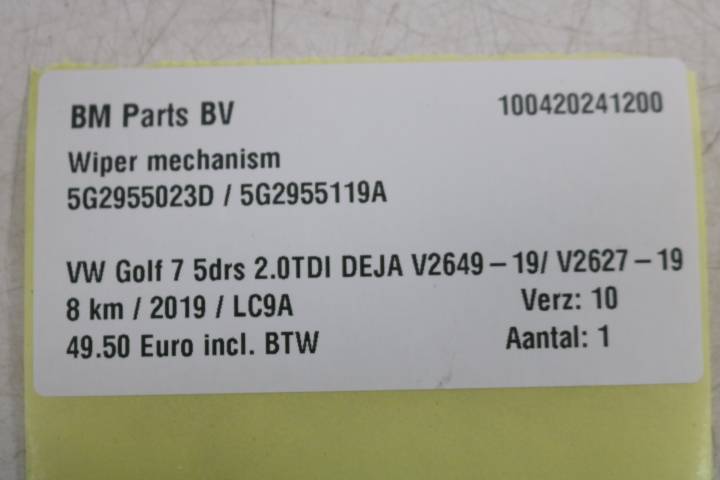 BM Parts BV 100420241200
Wiper mechanism
5G2955023D / 5G2955119A
VW Golf 7 5drs 2.0TDI DEJA V2649 – 19/ V2627 – 19
8 km / 2019 / LC9A Verz: 10
49.50 Euro incl. BTW Aantal: 1